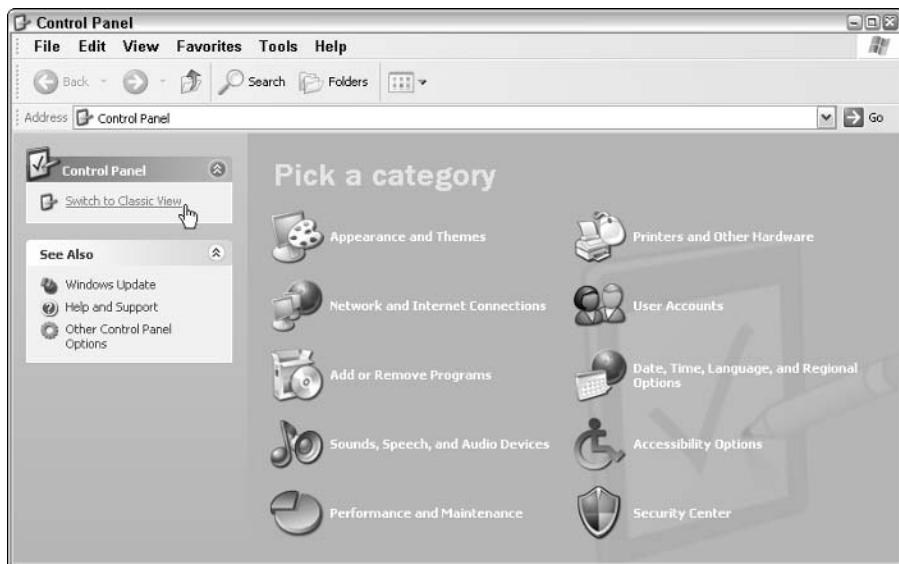 Control Panel
File Edit View Favorites Tools Help
Back Search Folders
Address Control Panel Go
Control Panel
Switch to Classic View
See Also
Windows Update
Help and Support
Other Control Panel
Options
Pick a category
Appearance and Themes
Printers and Other Hardware
Network and Internet Connections
User Accounts
Add or Remove Programs
Date, Time, Language, and Regional
Options
Sounds, Speech, and Audio Devices
Accessibility Options
Performance and Maintenance
Security Center